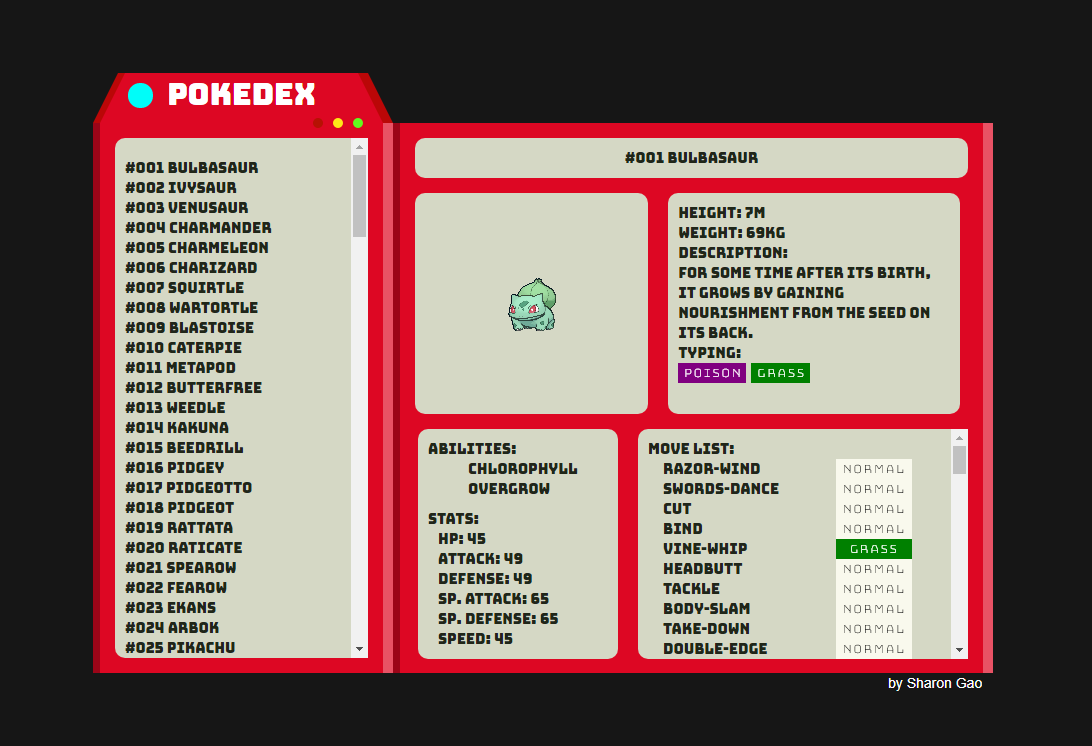 POKEDEX
#001 BULBASAUR
#002 IVYSAUR
#003 VENUSAUR
#004 CHARMANDER
#005 CHARMELEON
#006 CHARIZARD
#007 SQUIRTLE
#008 WARTORTLE
#009 BLASTOISE
#010 CATERPIE
#011 METAPOD
#012 BUTTERFREE
#013 WEEDLE
#014 KAKUNA
#015 BEEDRILL
#016 PIDGEY
#017 PIDGEOTTO
#018 PIDGEOT
#019 RATTATA
#020 RATICATE
#021 SPEAROW
#022 FEAROW
#023 EKANS
#024 ARBOK
#025 PIKACHU
#001 BULBASAUR
HEIGHT: 7M
WEIGHT: 69KG
DESCRIPTION:
FOR SOME TIME AFTER ITS BIRTH,
IT GROWS BY GAINING
NOURISHMENT FROM THE SEED ON
ITS BACK.
TYPING:
POISON GRASS
ABILITIES:
CHLOROPHYLL
OVERGROW
STATS:
HP: 45
ATTACK: 49
DEFENSE: 49
SP. ATTACK: 65
SP. DEFENSE: 65
SPEED: 45
MOVE LIST:
RAZOR-WIND NORMAL
SWORDS-DANCE NORMAL
CUT NORMAL
BIND NORMAL
VINE-WHIP GRASS
HEADBUTT NORMAL
TACKLE NORMAL
BODY-SLAM NORMAL
TAKE-DOWN NORMAL
DOUBLE-EDGE NORMAL
by Sharon Gao